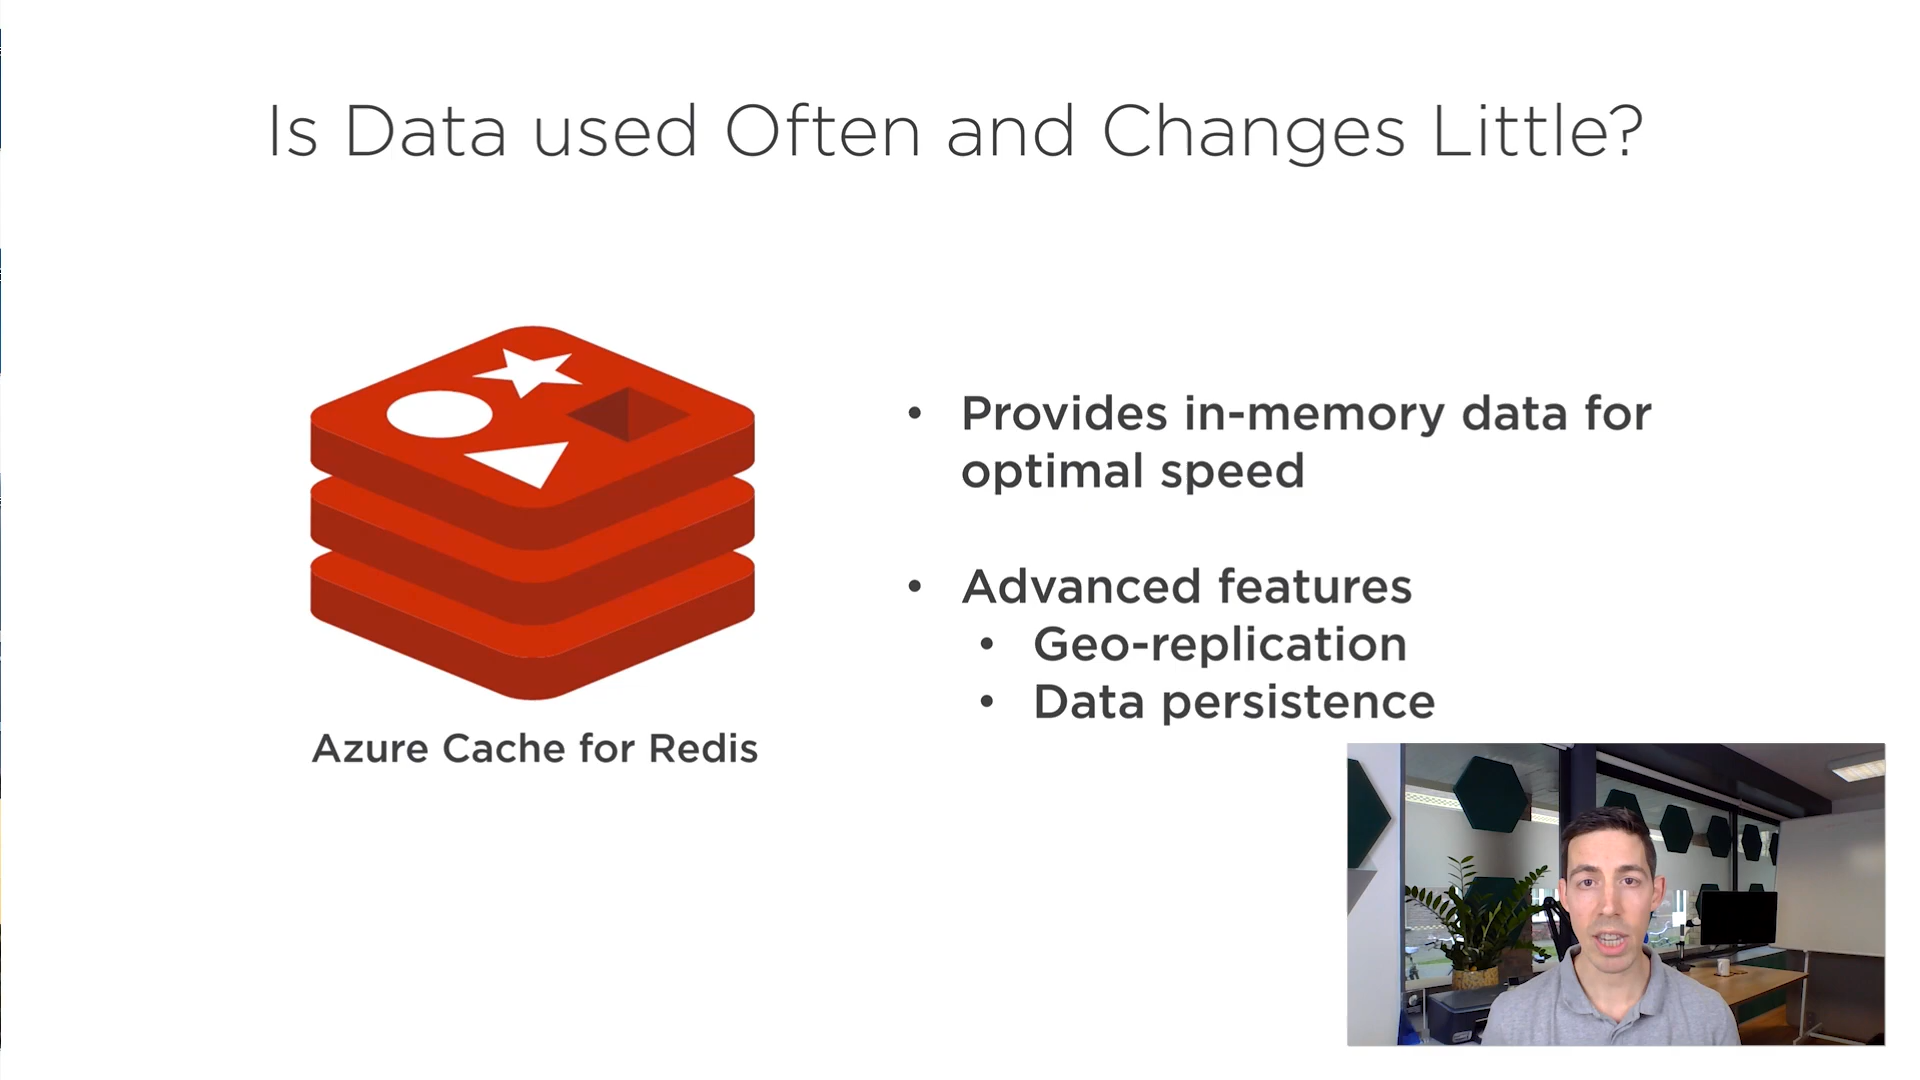 Is Data used Often and Changes Little?
• Provides in-memory data for
optimal speed
• Advanced features
• Geo-replication
• Data persistence
Azure Cache for Redis